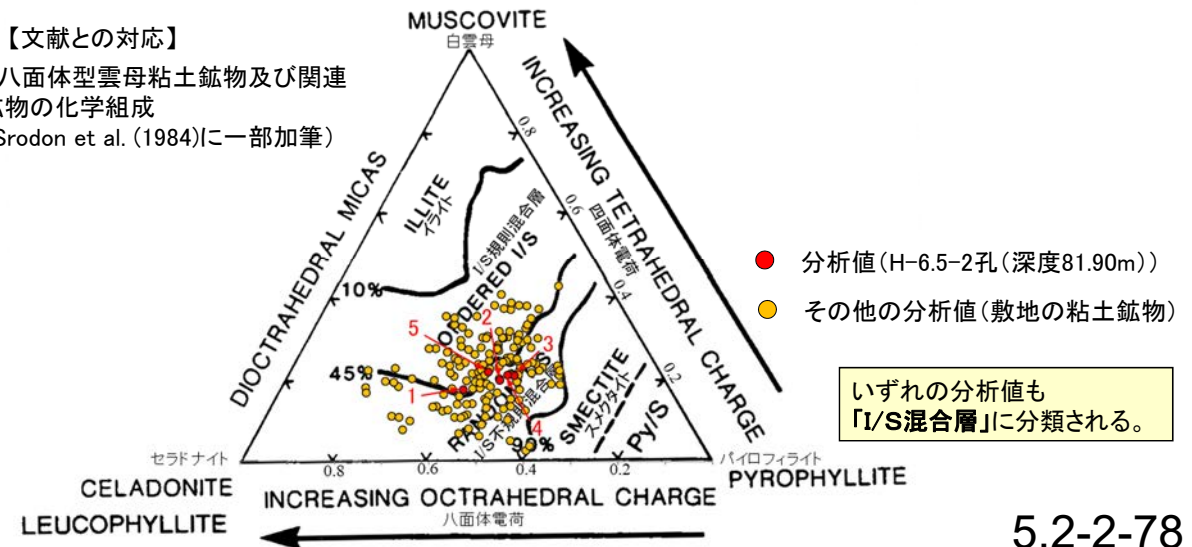 MUSCOVITE
白雲母
【文献との対応】
八面体型雲母粘土鉱物及び関連
鉱物の化学組成
Srodon et al. (1984)に一部加筆)
DIOCTRAHEDRAL MICAS
INCREASING TETRAHEDRAL CHARGE
四面体電荷
0.8
0.6
0.4
0.2
ILLITE
イライト
I/S規則混合層
ORDERED I/S
10%
45%
90%
I/S不規則混合層
SMECTITE
スメクタイト
Py/S
1
2
3
4
5
分析値(H-6.5-2孔(深度81.90m))
その他の分析値(敷地の粘土鉱物)
いずれの分析値も
「I/S混合層」に分類される。
セラドナイト
0.8
0.6
0.4
0.2
パイロフィライト
CELADONITE
LEUCOPHYLLITE
INCREASING OCTRAHEDRAL CHARGE
八面体電荷
PYROPHYLLITE
5.2-2-78